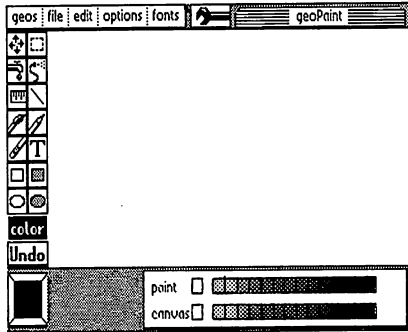 geos file edit options fonts geoPaint
T
color
Undo
paint
canvas